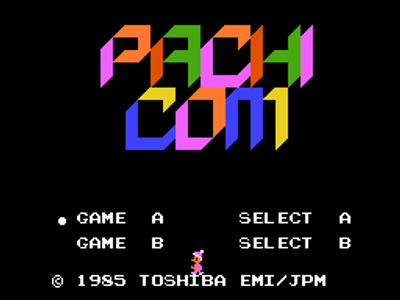 PACHI
COM
GAME A SELECT A
GAME B SELECT B
© 1985 TOSHIBA EMI/JPM